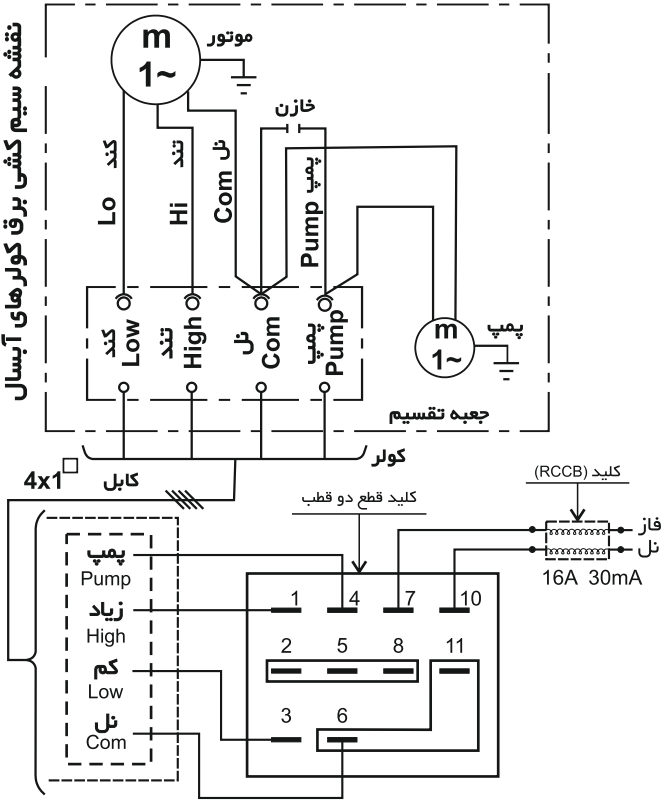 نقشه سیم کشی برق کولرهای آبسال
m
1~
موتور
خازن
کند
Lo
تند
Hi
نل
Com
پمپ
Pump
کند
Low
تند
High
نل
Com
پمپ
Pump
m
1~
پمپ
جعبه تقسیم
کولر
4x1
کابل
کلید قطع دو قطب
کلید (RCCB)
فاز
نل
16A 30mA
پمپ
Pump
زیاد
High
کم
Low
نل
Com
1 4 7 10
2 5 8 11
3 6